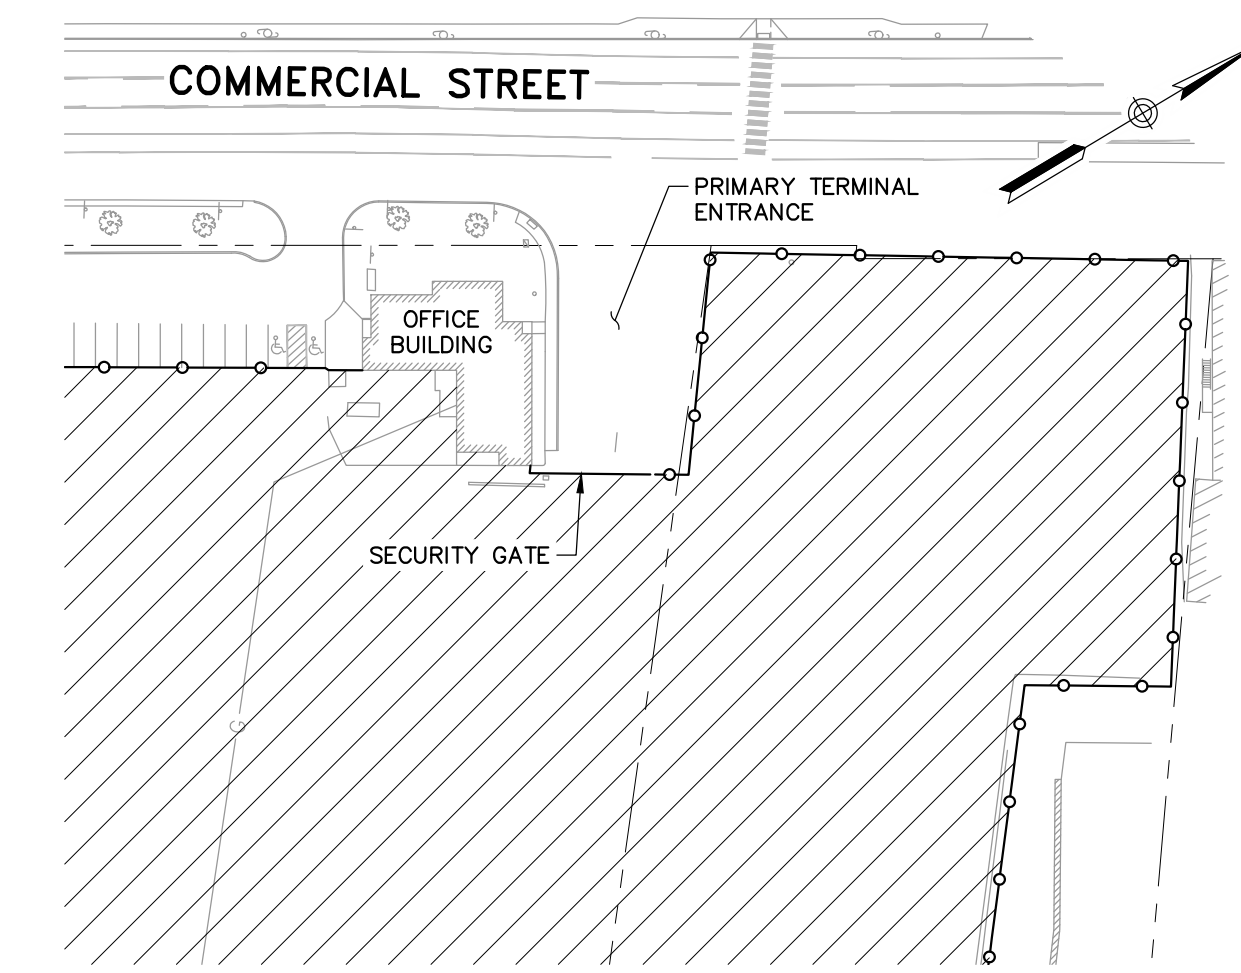 COMMERCIAL STREET
PRIMARY TERMINAL
ENTRANCE
OFFICE
BUILDING
SECURITY GATE
G